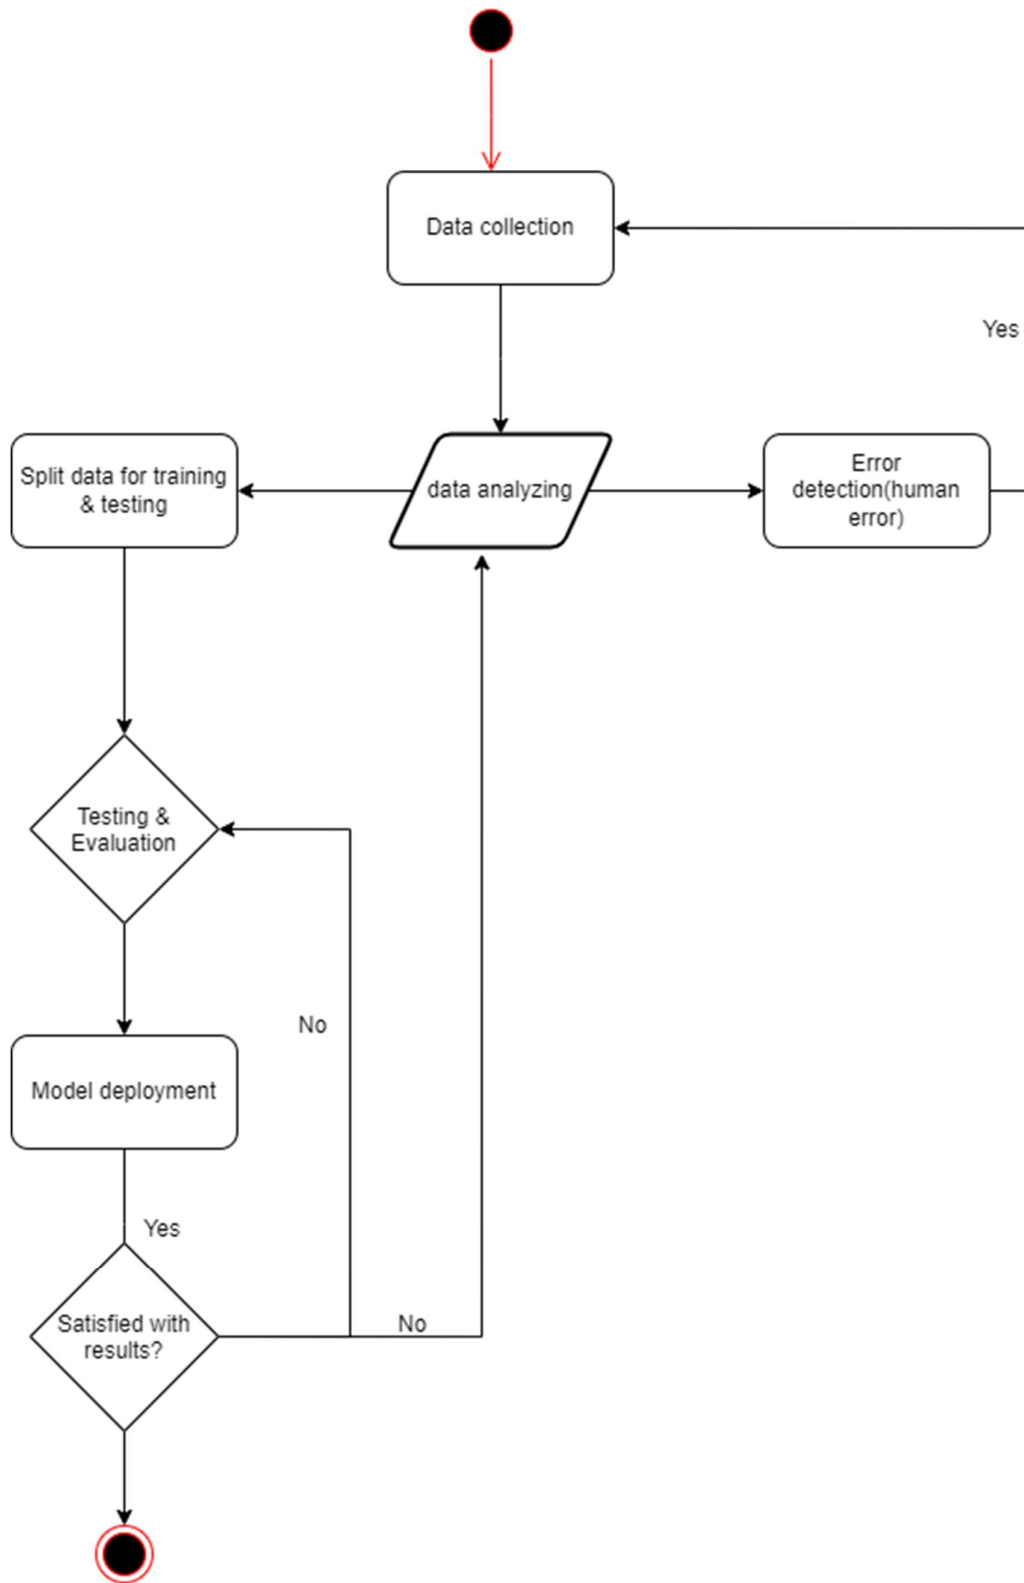 Data collection
Yes
Split data for training
& testing
data analyzing
Error
detection(human
error)
Testing &
Evaluation
No
Model deployment
Yes
Satisfied with
results?
No